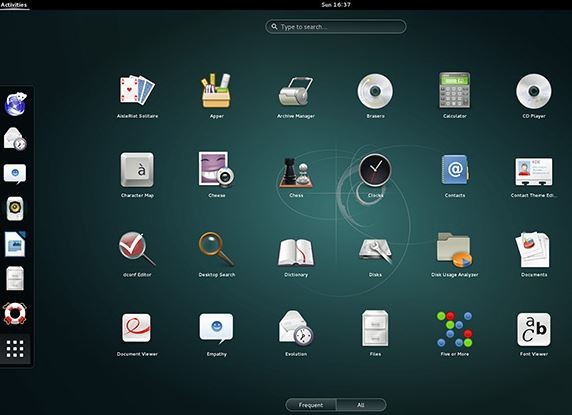 Activities
Sun 16:37
Type to search...
AisleRiot Solitaire
Apper
Archive Manager
Brasero
Calculator
CD Player
Character Map
Cheese
Chess
Clocks
Contacts
Contact Theme Edi...
dconf Editor
Desktop Search
Dictionary
Disks
Disk Usage Analyzer
Documents
Document Viewer
Empathy
Evolution
Files
Five or More
Font Viewer
Frequent
All